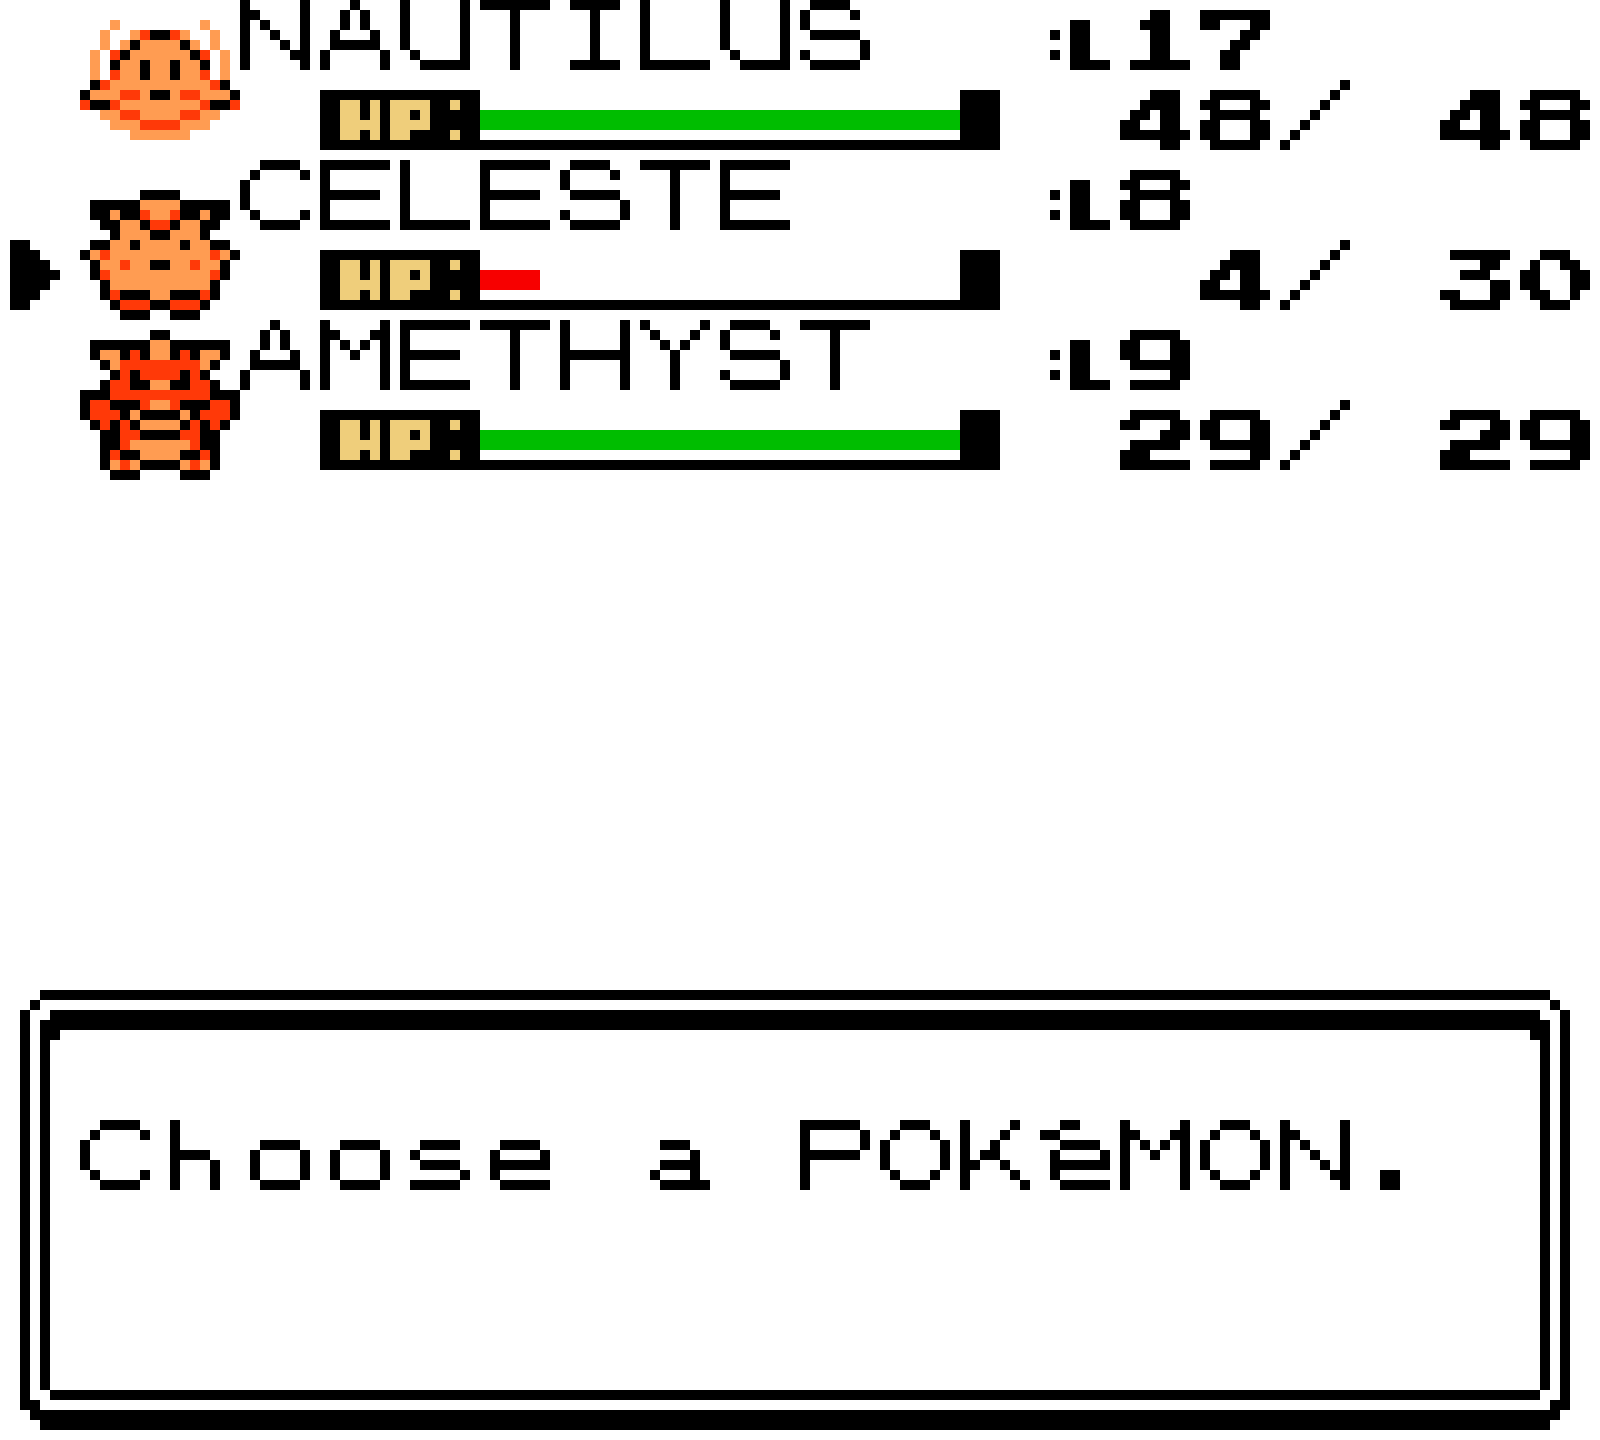 NAUTILUS :L17
HP: 48/ 48
CELESTE :L8
HP: 4/ 30
AMETHYST :L9
HP: 29/ 29
Choose a POKéMON.